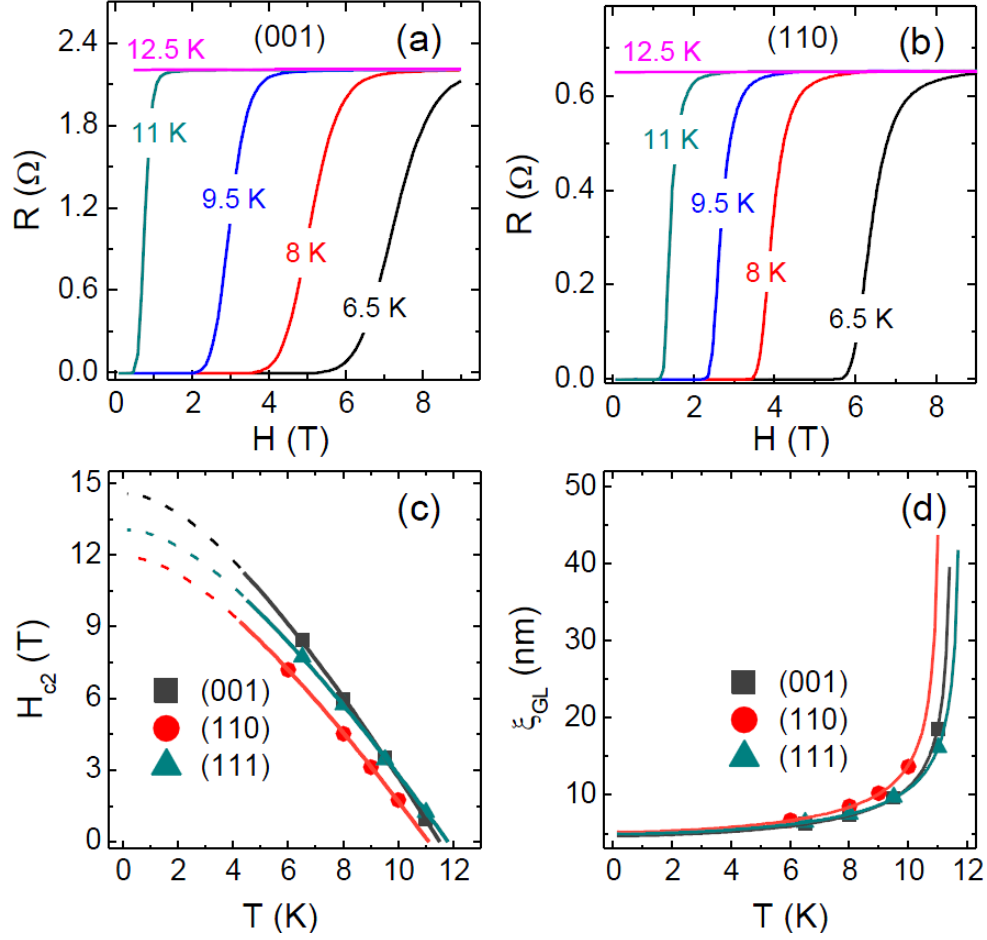 (001)
(a)
12.5 K
11 K
9.5 K
8 K
6.5 K
2.4
1.8
1.2
0.6
0.0
R (Ω)
0 2 4 6 8
H (T)
(110)
(b)
12.5 K
11 K
9.5 K
8 K
6.5 K
0.6
0.4
0.2
0.0
R (Ω)
0 2 4 6 8
H (T)
(c)
15
12
9
6
3
0
H_c2 (T)
(001)
(110)
(111)
0 2 4 6 8 10 12
T (K)
(d)
50
40
30
20
10
ξ_GL (nm)
(001)
(110)
(111)
0 2 4 6 8 10 12
T (K)